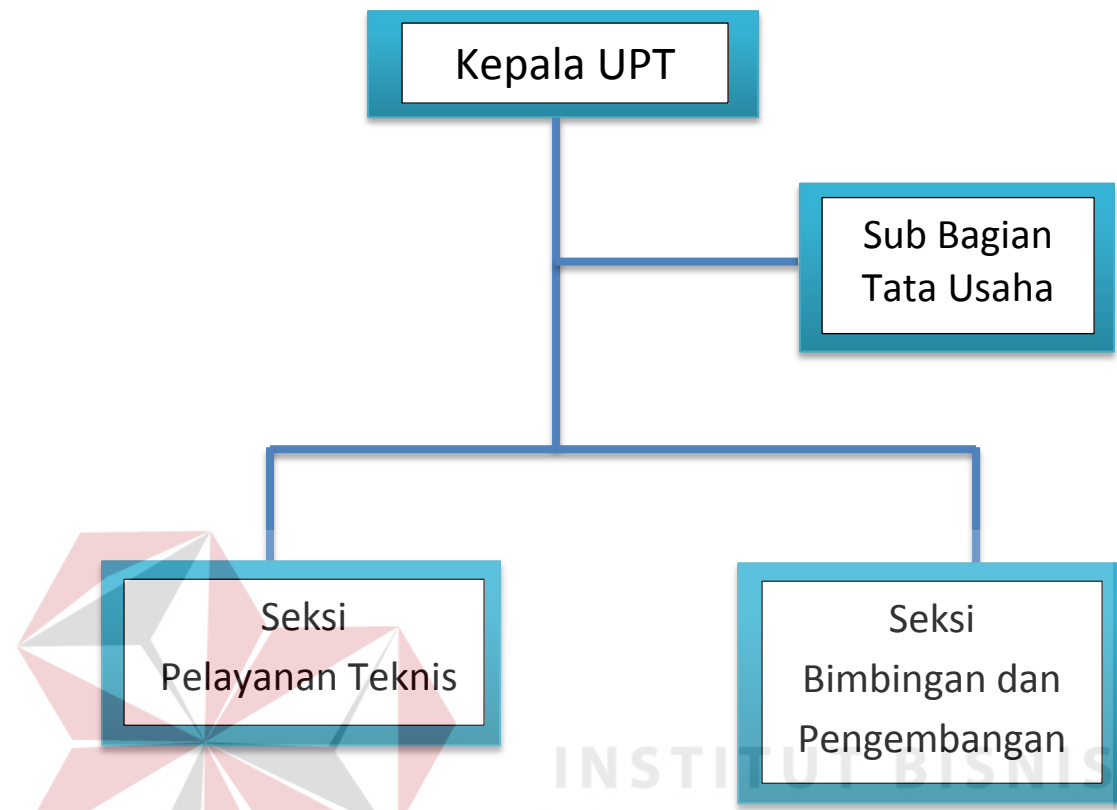 Kepala UPT
Sub Bagian
Tata Usaha
Seksi
Pelayanan Teknis
Seksi
Bimbingan dan
Pengembangan
INSTITUT BISNIS